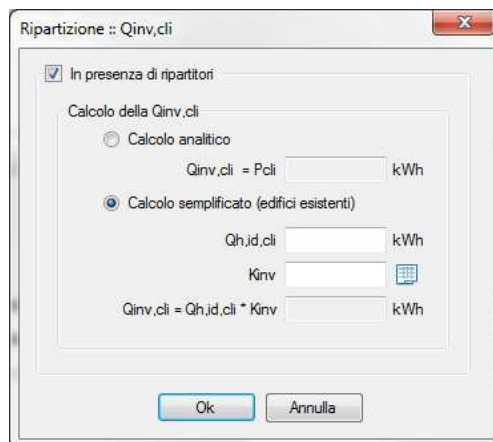 Ripartizione :: Qinv,cli
In presenza di ripartitori
Calcolo della Qinv,cli
Calcolo analitico
Qinv,cli = Pcli kWh
Calcolo semplificato (edifici esistenti)
Qh,id,cli kWh
Kinv
Qinv,cli = Qh,id,cli * Kinv kWh
Ok Annulla